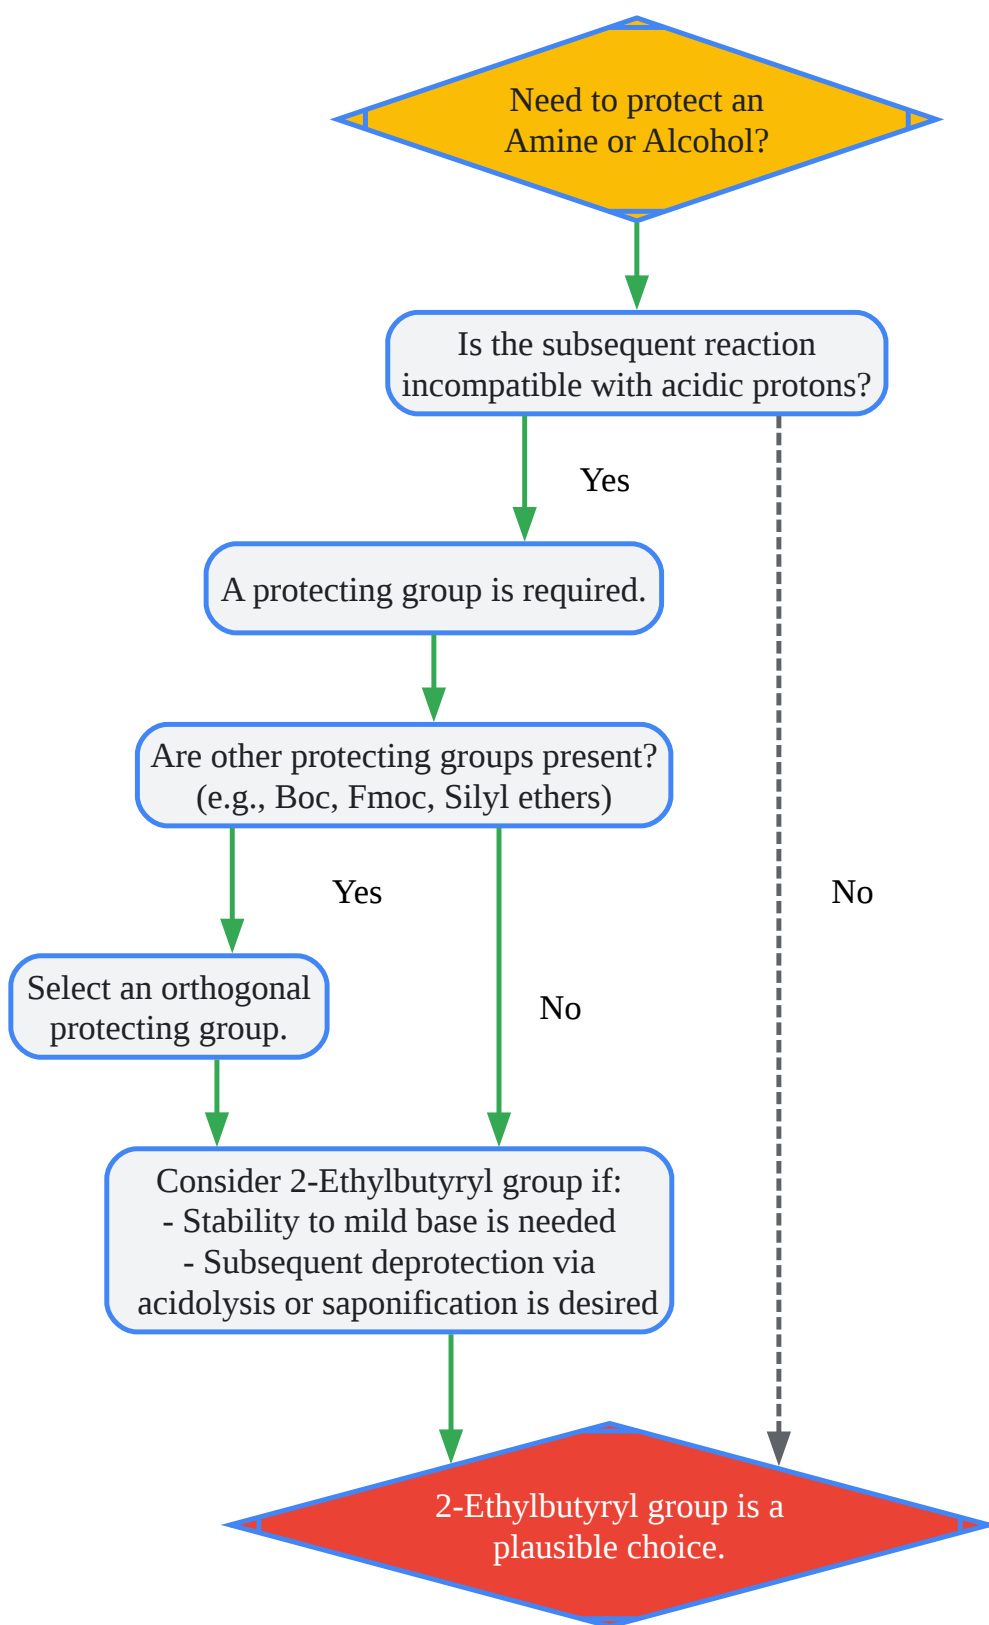 Need to protect an
Amine or Alcohol?
Is the subsequent reaction
incompatible with acidic protons?
Yes
A protecting group is required.
Are other protecting groups present?
(e.g., Boc, Fmoc, Silyl ethers)
Yes
No
Select an orthogonal
protecting group.
No
Consider 2-Ethylbutyryl group if:
- Stability to mild base is needed
- Subsequent deprotection via
acidolysis or saponification is desired
2-Ethylbutyryl group is a
plausible choice.